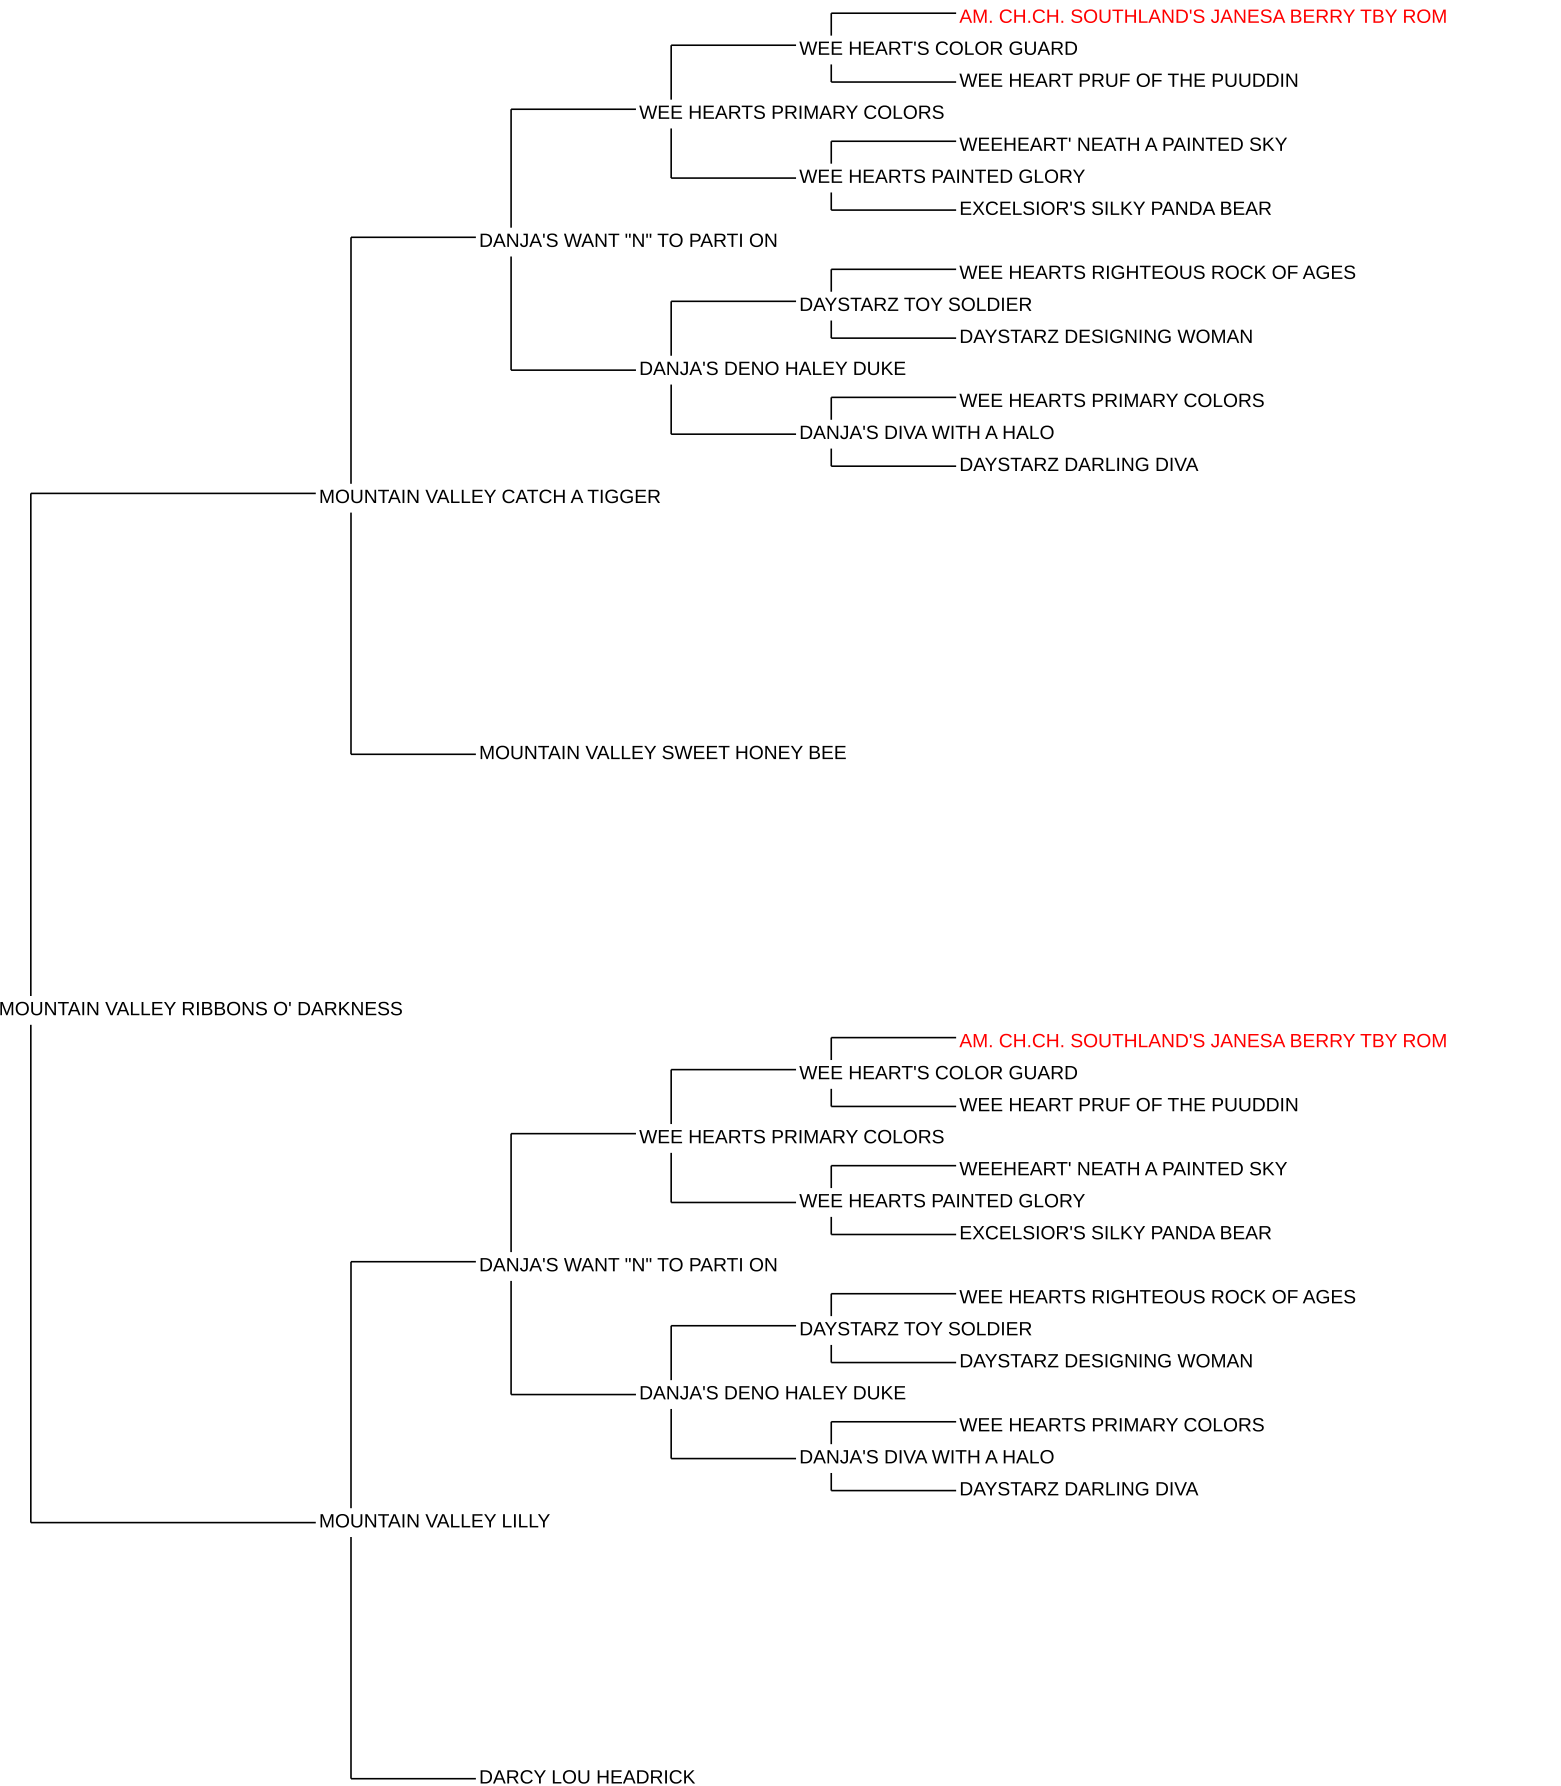 AM. CH.CH. SOUTHLAND'S JANESA BERRY TBY ROM
WEE HEART'S COLOR GUARD
WEE HEART PRUF OF THE PUUDDIN
WEE HEARTS PRIMARY COLORS
WEEHEART' NEATH A PAINTED SKY
WEE HEARTS PAINTED GLORY
EXCELSIOR'S SILKY PANDA BEAR
DANJA'S WANT "N" TO PARTI ON
WEE HEARTS RIGHTEOUS ROCK OF AGES
DAYSTARZ TOY SOLDIER
DAYSTARZ DESIGNING WOMAN
DANJA'S DENO HALEY DUKE
WEE HEARTS PRIMARY COLORS
DANJA'S DIVA WITH A HALO
DAYSTARZ DARLING DIVA
MOUNTAIN VALLEY CATCH A TIGGER
MOUNTAIN VALLEY SWEET HONEY BEE
MOUNTAIN VALLEY RIBBONS O' DARKNESS
AM. CH.CH. SOUTHLAND'S JANESA BERRY TBY ROM
WEE HEART'S COLOR GUARD
WEE HEART PRUF OF THE PUUDDIN
WEE HEARTS PRIMARY COLORS
WEEHEART' NEATH A PAINTED SKY
WEE HEARTS PAINTED GLORY
EXCELSIOR'S SILKY PANDA BEAR
DANJA'S WANT "N" TO PARTI ON
WEE HEARTS RIGHTEOUS ROCK OF AGES
DAYSTARZ TOY SOLDIER
DAYSTARZ DESIGNING WOMAN
DANJA'S DENO HALEY DUKE
WEE HEARTS PRIMARY COLORS
DANJA'S DIVA WITH A HALO
DAYSTARZ DARLING DIVA
MOUNTAIN VALLEY LILLY
DARCY LOU HEADRICK